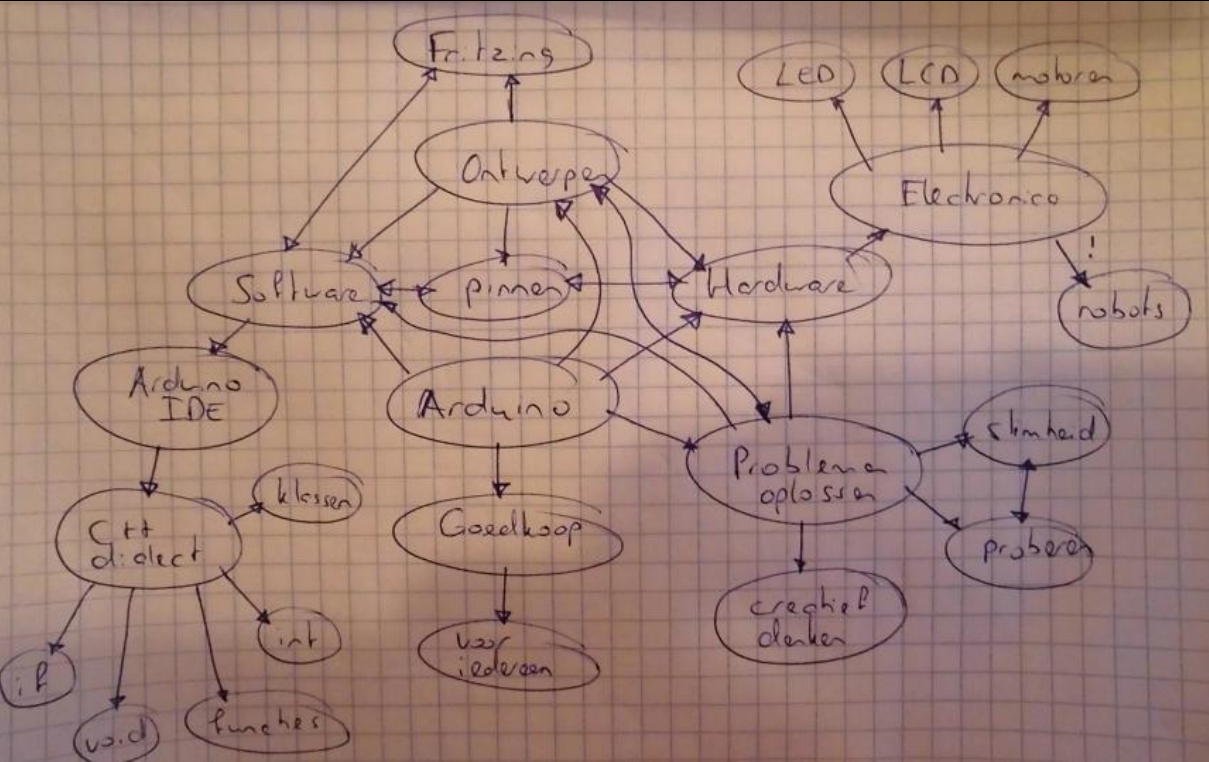 Fritzing
LED
LCD
motoren
Ontwerpen
Electronica
!
Software
pinnen
Hardware
robots
Arduino
IDE
Arduino
slimheid
Problemen
oplossen
klassen
C++
dialect
Goedkoop
proberen
creatief
denken
int
voor
iedereen
if
void
functies